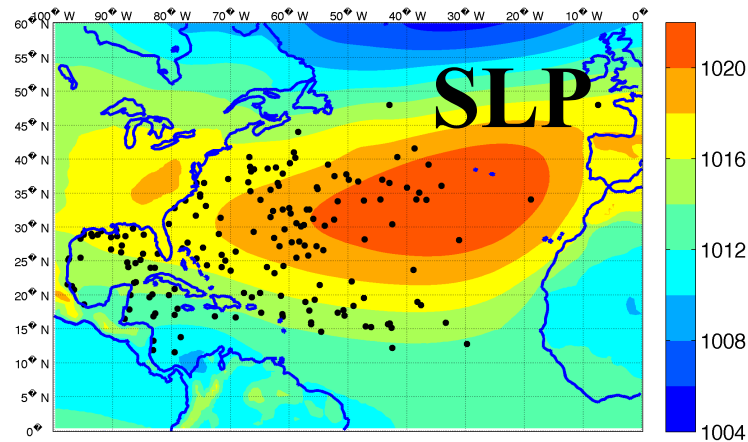 100� W 90� W 80� W 70� W 60� W 50� W 40� W 30� W 20� W 10� W 0�
60� N
55� N
50� N
45� N
40� N
35� N
30� N
25� N
20� N
15� N
10� N
5� N
0�
SLP
1020
1016
1012
1008
1004